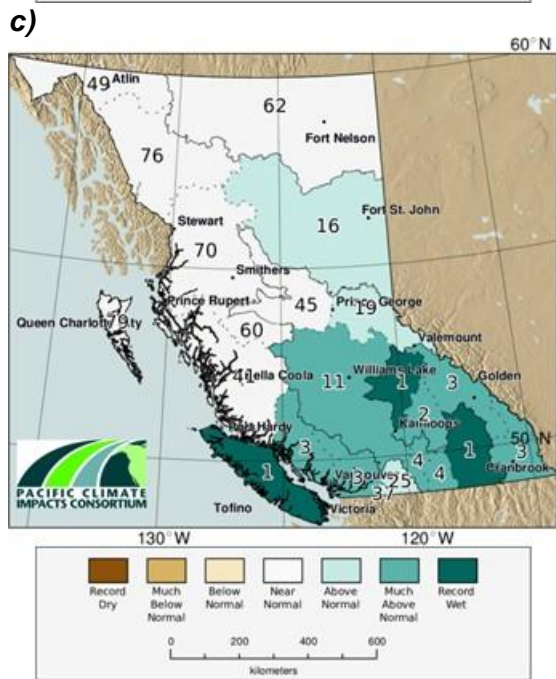 c)
60°N
49 Atlin
62
Fort Nelson
76
Fort St. John
16
Stewart
70
Smithers
Prince Rupert
45
Prince George
19
Queen Charlotte City
79
60
Valemount
41
Bella Coola
11
Williams Lake
1
3
Golden
2
Kamloops
Port Hardy
50°N
3
1
4
3
Cranbrook
1
Vancouver
3
25
4
37
Tofino
Victoria
PACIFIC CLIMATE
IMPACTS CONSORTIUM
130°W
120°W
Record
Dry
Much
Below
Normal
Below
Normal
Near
Normal
Above
Normal
Much
Above
Normal
Record
Wet
0 200 400 600
kilometers